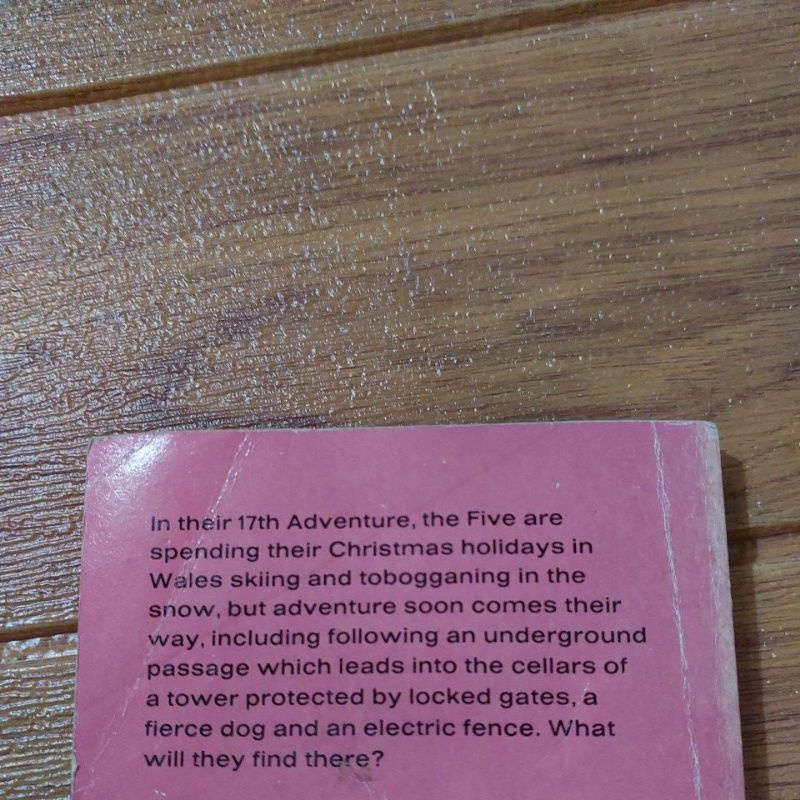 In their 17th Adventure, the Five are
spending their Christmas holidays in
Wales skiing and tobogganing in the
snow, but adventure soon comes their
way, including following an underground
passage which leads into the cellars of
a tower protected by locked gates, a
fierce dog and an electric fence. What
will they find there?